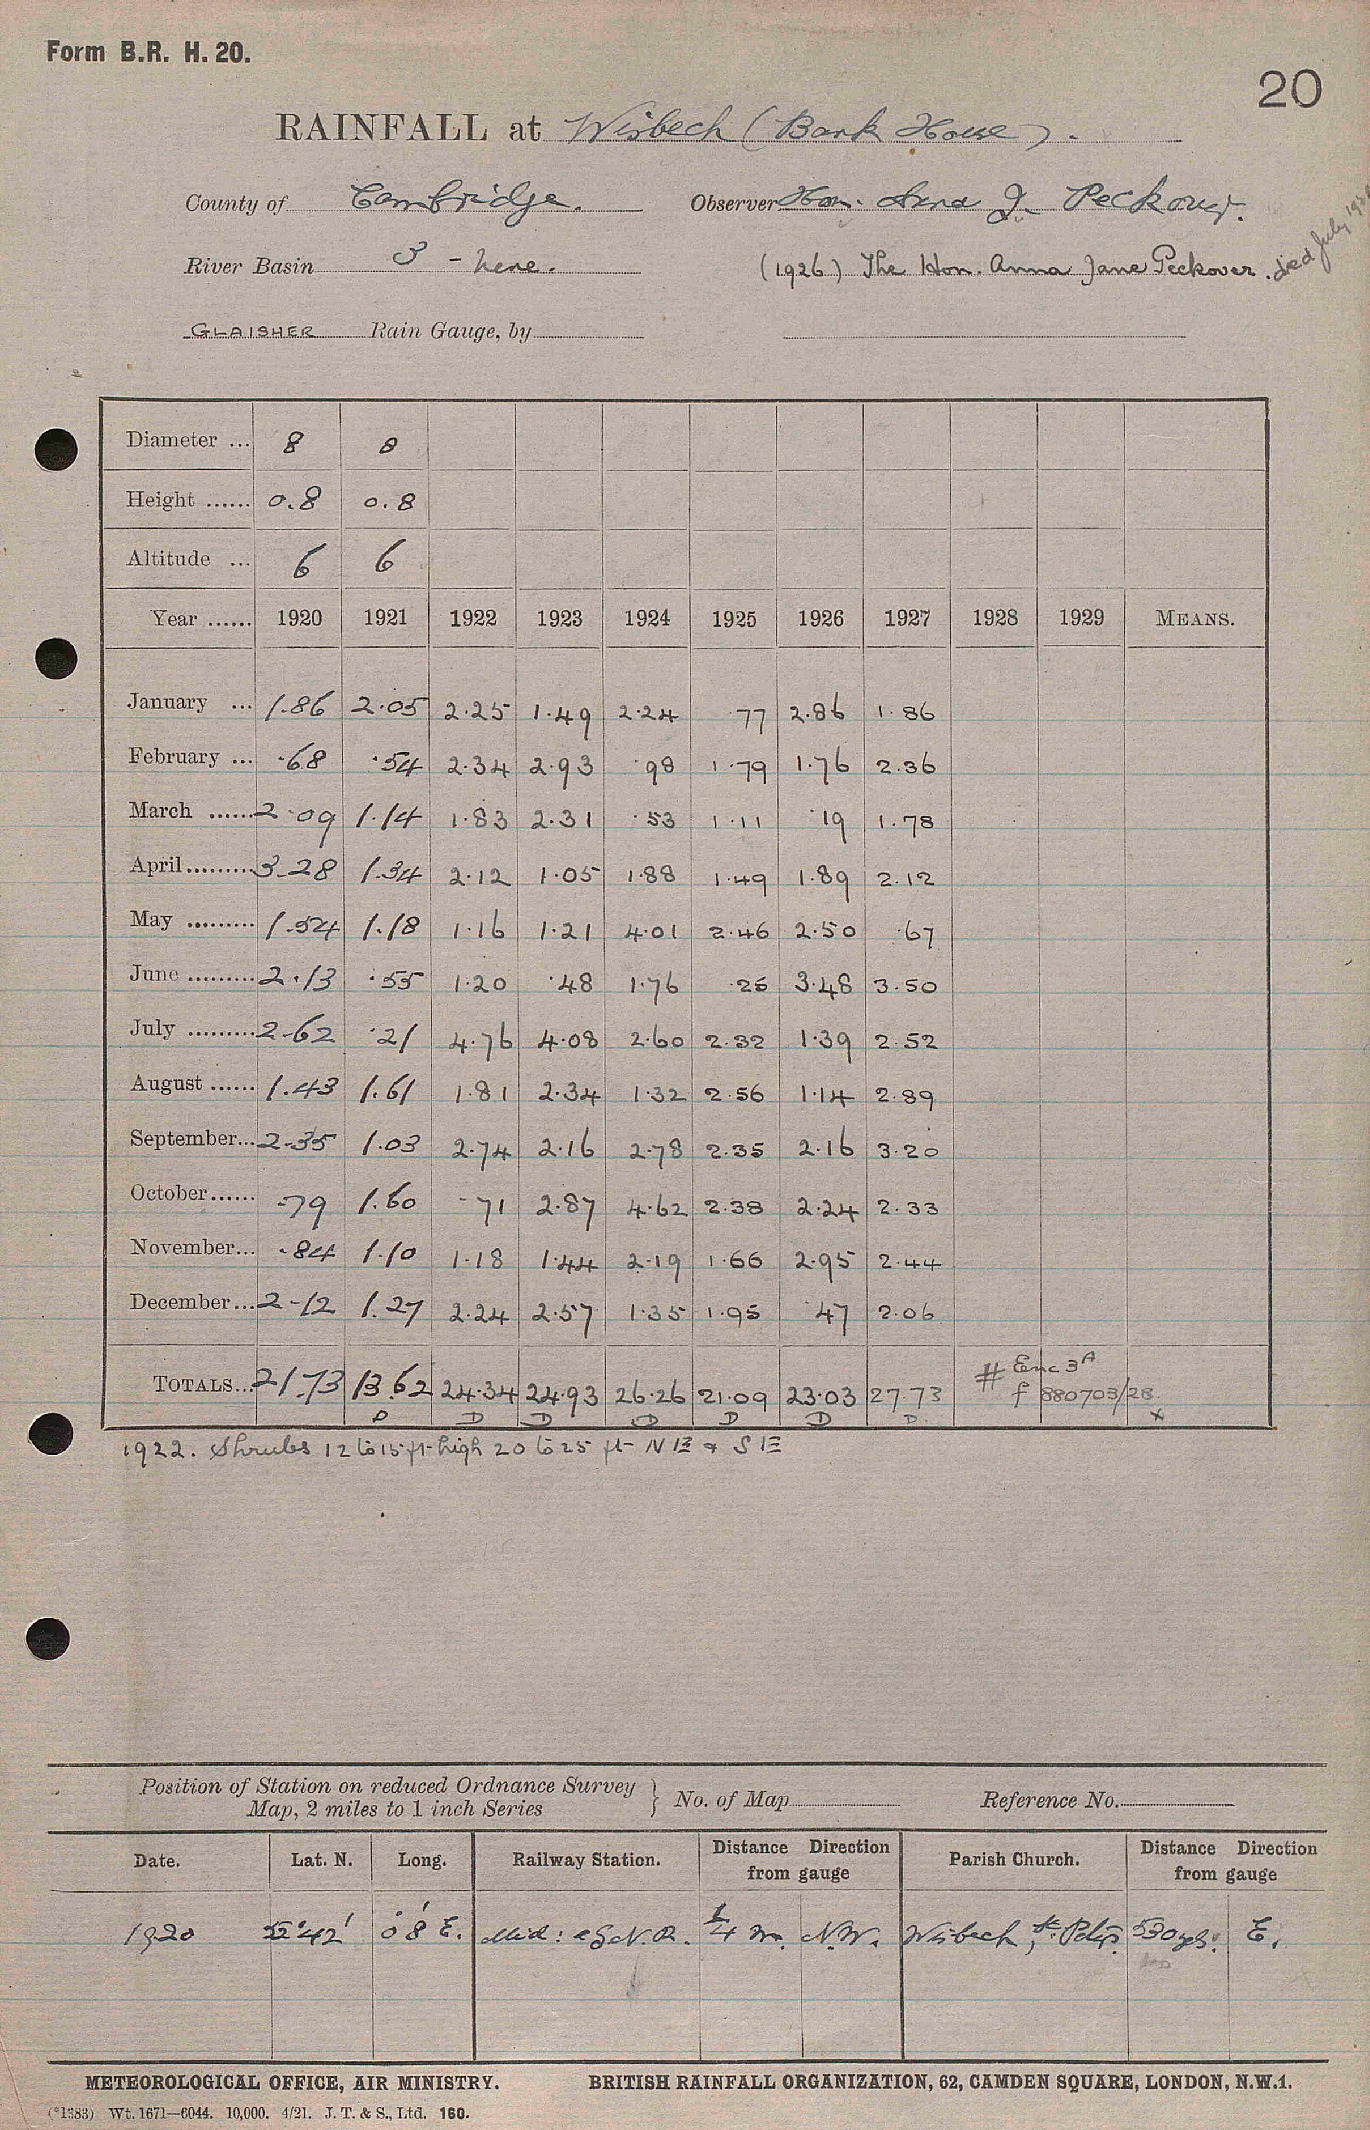 Form B.R. H. 20.
20
RAINFALL at Wisbech (Bank House).
County of Cambridge. Observer Hon. Anna J. Peckover.
River Basin 3 - here. (1926) The Hon. Anna Jane Peckover. died July
GLAISHER Rain Gauge, by
Diameter ... 8 8
Height ...... 0.8 0.8
Altitude ... 6 6
Year ...... 1920 1921 1922 1923 1924 1925 1926 1927 1928 1929 MEANS.
January ... 1.86 2.05 2.25 1.49 2.24 .77 2.86 1.86
February ... .68 .54 2.34 2.93 .98 1.79 1.76 2.36
March ...... 2.09 1.14 1.83 2.31 .53 1.11 .19 1.78
April ......... 3.28 1.34 2.12 1.05 1.88 1.49 1.89 2.12
May ......... 1.54 1.18 1.16 1.21 4.01 2.46 2.50 .67
June ......... 2.13 .55 1.20 .48 1.76 .25 3.48 3.50
July ......... 2.62 .21 4.76 4.08 2.60 2.32 1.39 2.52
August ...... 1.43 1.61 1.81 2.34 1.32 2.56 1.14 2.89
September... 2.35 1.03 2.74 2.16 2.78 2.35 2.16 3.20
October ...... .79 1.60 .71 2.87 4.62 2.38 2.24 2.33
November... .84 1.10 1.18 1.44 2.19 1.66 2.95 2.44
December... 2.12 1.27 2.24 2.57 1.35 1.95 .47 2.06
TOTALS... 21.73 13.62 24.34 24.93 26.26 21.09 23.03 27.73 # Enc 3A
f 880703/28
D D D D D D D x
1922. Shrubs 12 to 15 ft high 20 to 25 ft NE & SE
Position of Station on reduced Ordnance Survey
Map, 2 miles to 1 inch Series } No. of Map Reference No.
Date. Lat. N. Long. Railway Station. Distance Direction from gauge Parish Church. Distance Direction from gauge
1920 52°42' 0°8' E. Mid: & G.N.R. 1/4 m. N.W. Wisbech, St. Peter. 530 yds. E.
METEOROLOGICAL OFFICE, AIR MINISTRY. BRITISH RAINFALL ORGANIZATION, 62, CAMDEN SQUARE, LONDON, N.W.1.
(*1383) Wt. 1671—6044. 10,000. 4/21. J. T. & S., Ltd. 160.